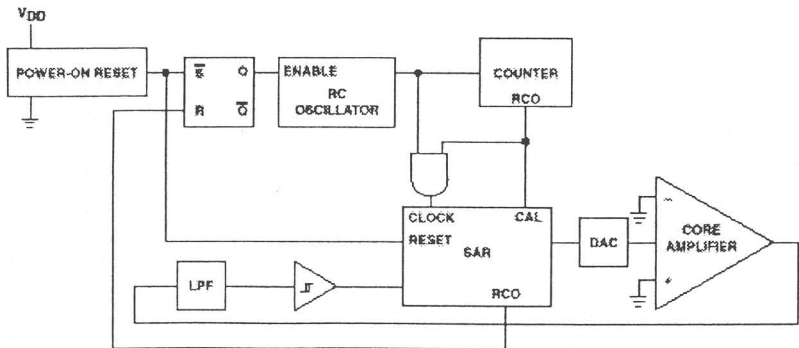 VDD
POWER-ON RESET
S Q
R Q
ENABLE
RC
OSCILLATOR
COUNTER
RCO
CLOCK CAL
RESET
SAR
RCO
DAC
-
CORE
AMPLIFIER
+
LPF